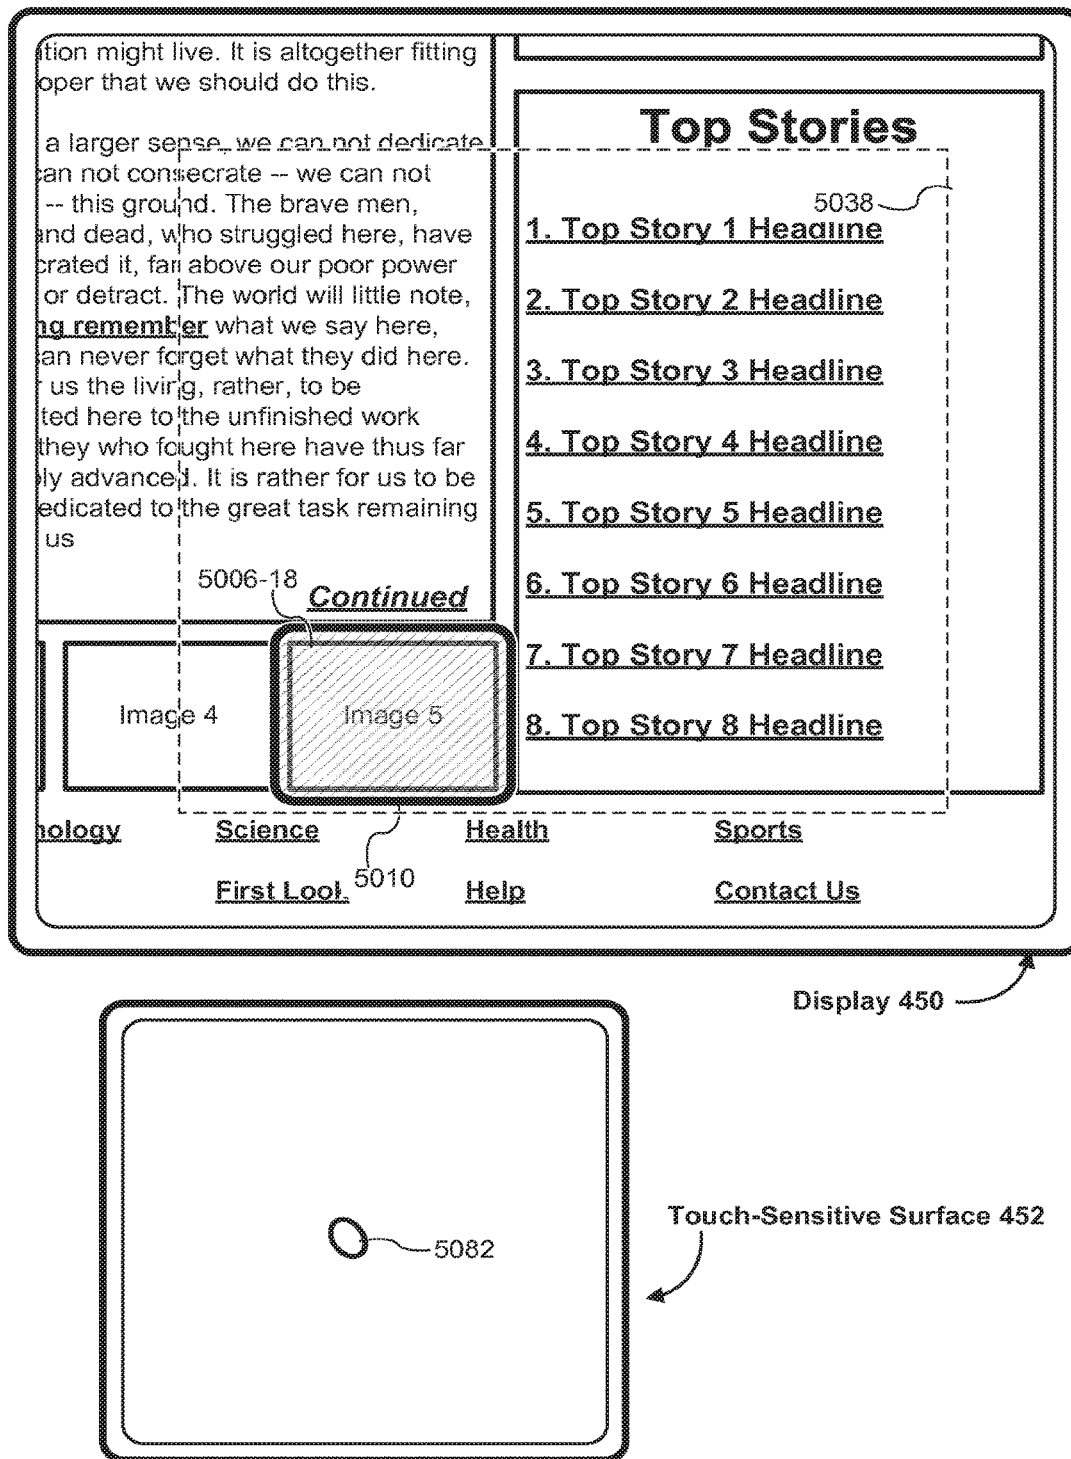 tion might live. It is altogether fitting
oper that we should do this.
a larger sense, we can not dedicate
can not consecrate -- we can not
-- this ground. The brave men,
and dead, who struggled here, have
crated it, far above our poor power
or detract. The world will little note,
ng remember what we say here,
an never forget what they did here.
r us the living, rather, to be
ted here to the unfinished work
they who fought here have thus far
bly advanced. It is rather for us to be
edicated to the great task remaining
us
Continued
5006-18
Image 4
Image 5
Top Stories
5038
1. Top Story 1 Headline
2. Top Story 2 Headline
3. Top Story 3 Headline
4. Top Story 4 Headline
5. Top Story 5 Headline
6. Top Story 6 Headline
7. Top Story 7 Headline
8. Top Story 8 Headline
nology Science Health Sports
5010
First Look Help Contact Us
Display 450
Touch-Sensitive Surface 452
5082